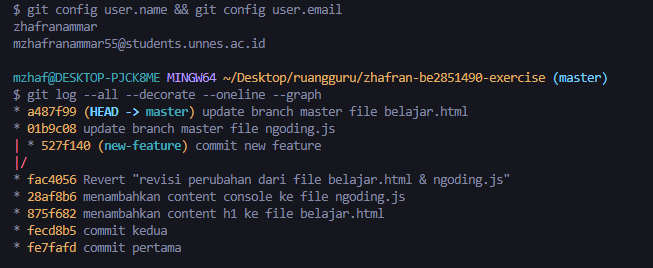 $ git config user.name && git config user.email
zhafranammar
mzhafranammar55@students.unnes.ac.id
mzhaf@DESKTOP-PJCK8ME MINGW64 ~/Desktop/ruangguru/zhafran-be2851490-exercise (master)
$ git log --all --decorate --oneline --graph
* a487f99 (HEAD -> master) update branch master file belajar.html
* 01b9c08 update branch master file ngoding.js
| * 527f140 (new-feature) commit new feature
|/
* fac4056 Revert "revisi perubahan dari file belajar.html & ngoding.js"
* 28af8b6 menambahkan content console ke file ngoding.js
* 875f682 menambahkan content h1 ke file belajar.html
* fecd8b5 commit kedua
* fe7fafd commit pertama